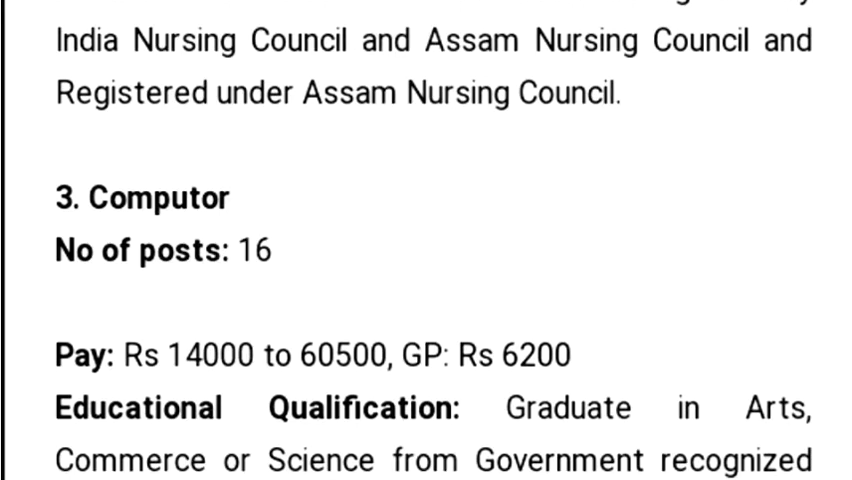 India Nursing Council and Assam Nursing Council and
Registered under Assam Nursing Council.
3. Computor
No of posts: 16
Pay: Rs 14000 to 60500, GP: Rs 6200
Educational Qualification: Graduate in Arts,
Commerce or Science from Government recognized